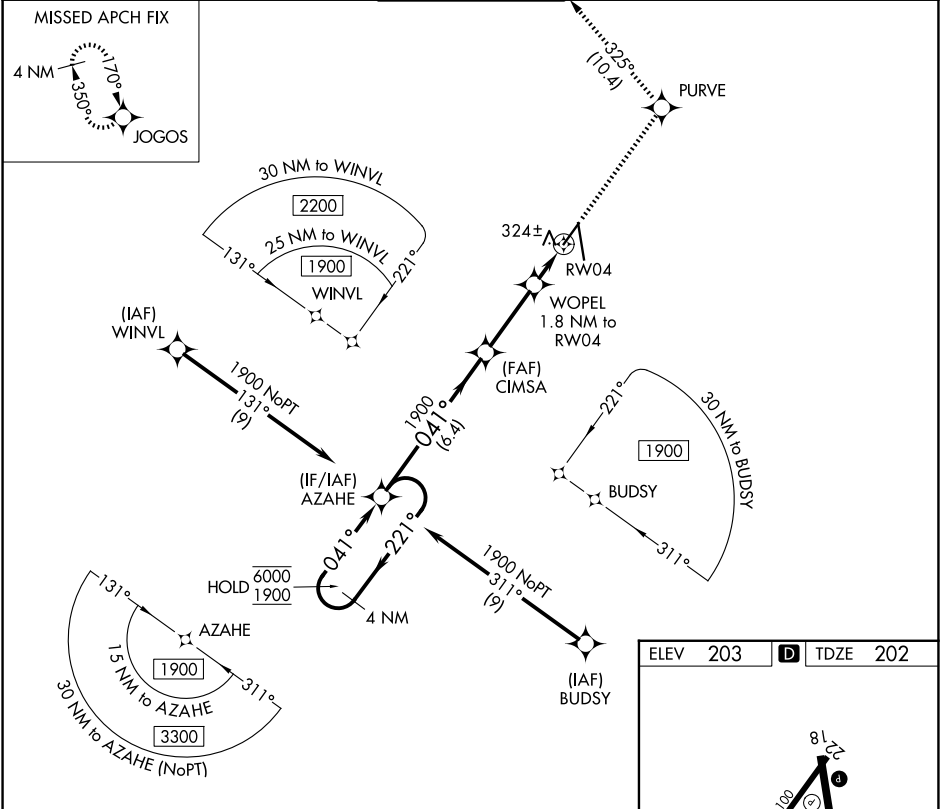 MISSED APCH FIX
4 NM
170°
350°
JOGOS
325°
(10.4)
PURVE
30 NM to WINVL
2200
25 NM to WINVL
1900
131°
221°
WINVL
324±
RW04
WOPEL
1.8 NM to
RW04
(IAF)
WINVL
1900 NoPT
131°
(9)
(FAF)
CIMSA
1900
041°
(6.4)
221°
30 NM to BUDSY
1900
BUDSY
311°
(IF/IAF)
AZAHE
041°
221°
HOLD
6000
1900
4 NM
1900 NoPT
311°
(9)
131°
AZAHE
1900
15 NM to AZAHE
311°
3300
30 NM to AZAHE (NoPT)
(IAF)
BUDSY
ELEV 203 D TDZE 202
22
18
P
P
100